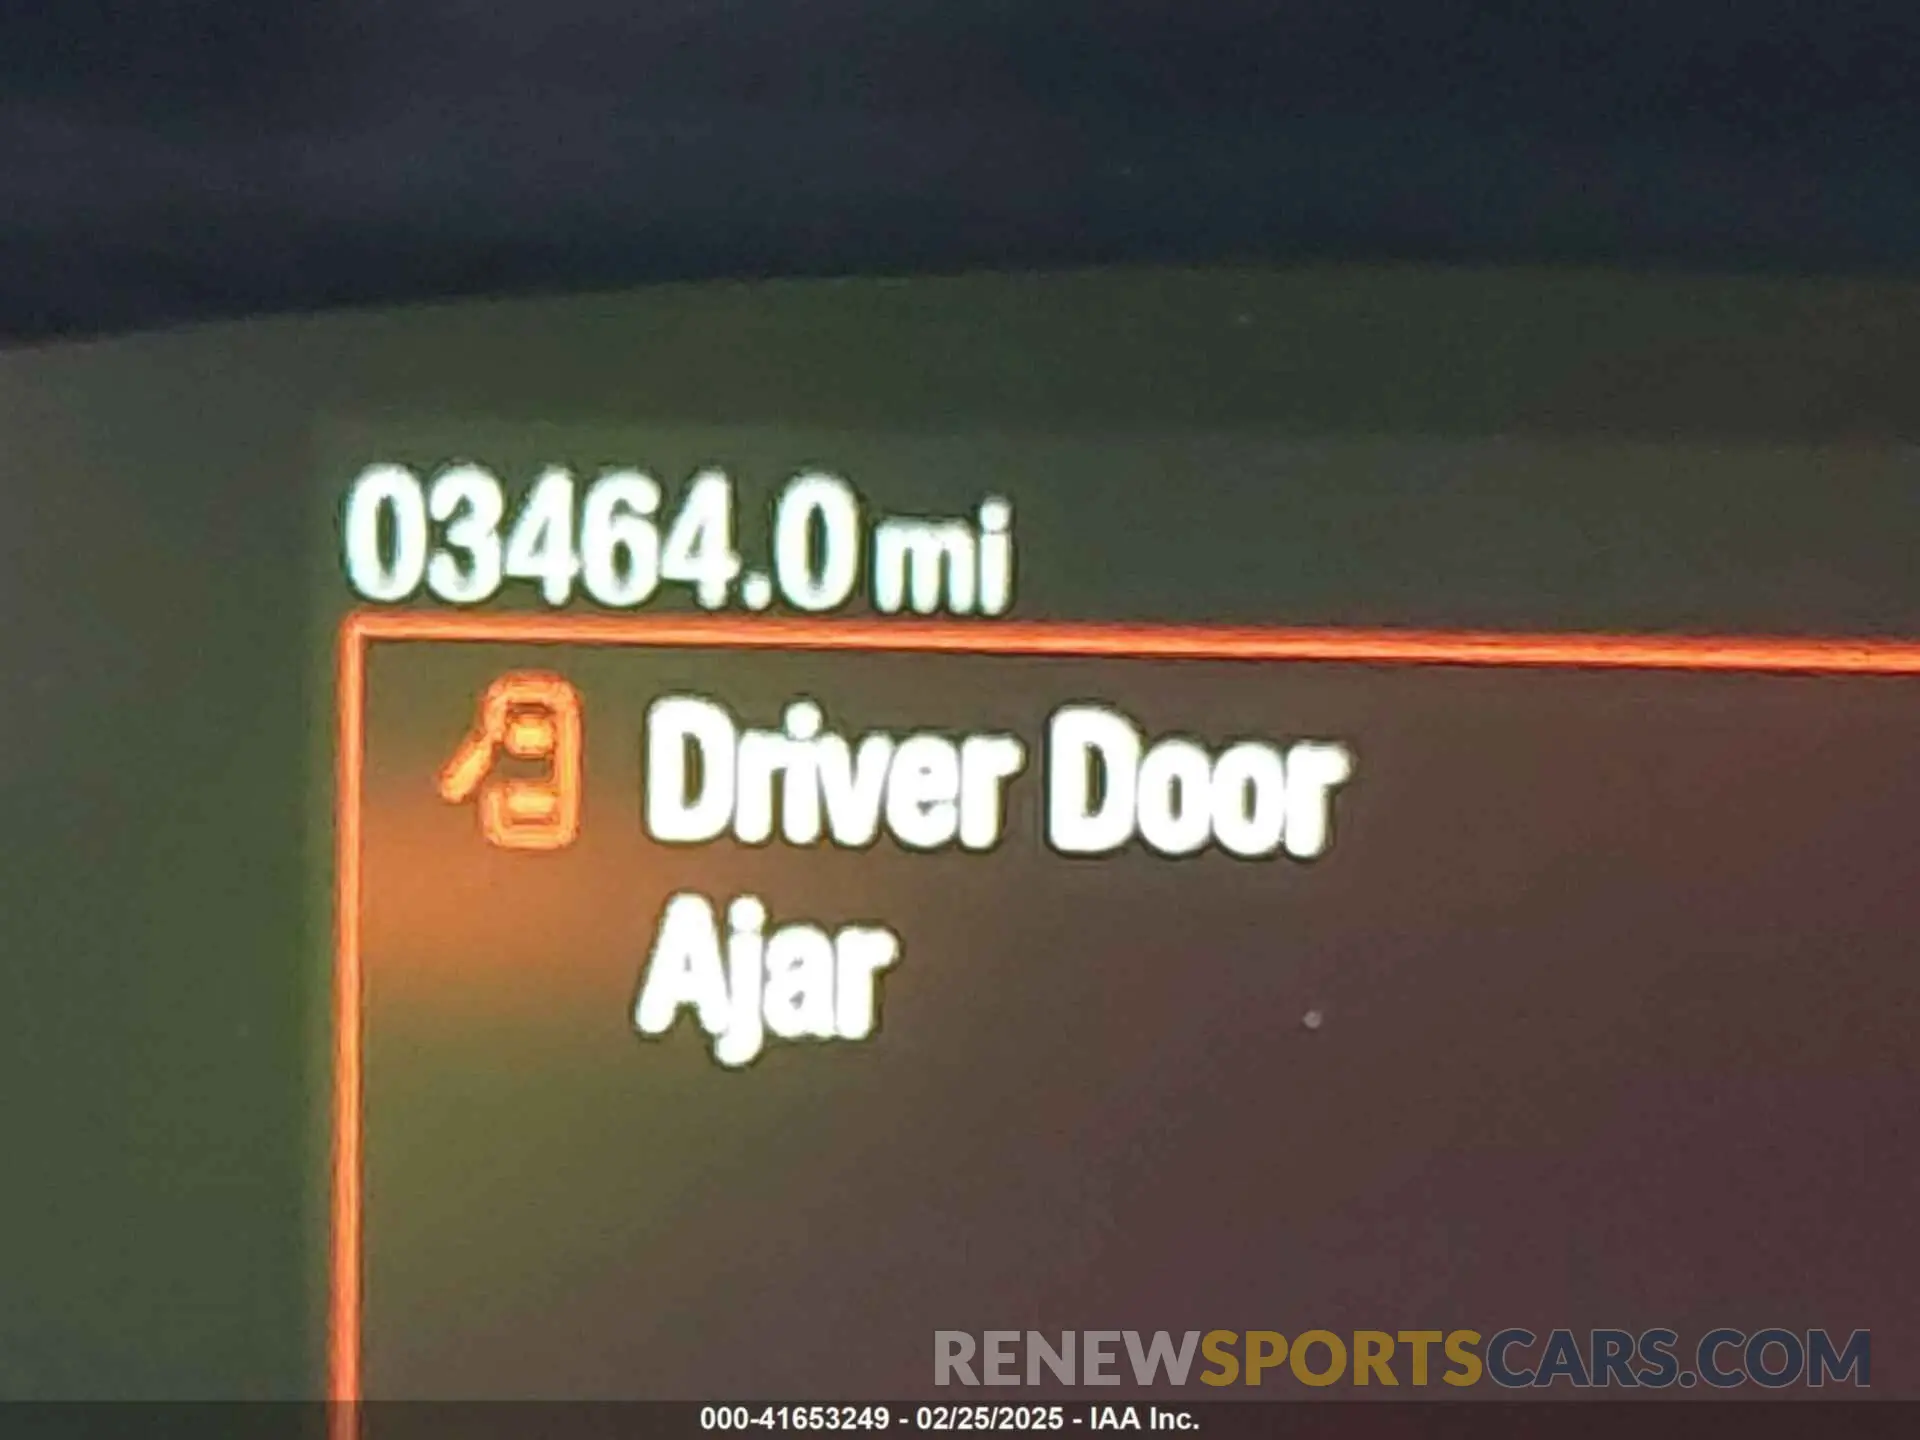 03464.0 mi
Driver Door
Ajar
RENEWSPORTSCARS.COM
000-41653249 - 02/25/2025 - IAA Inc.